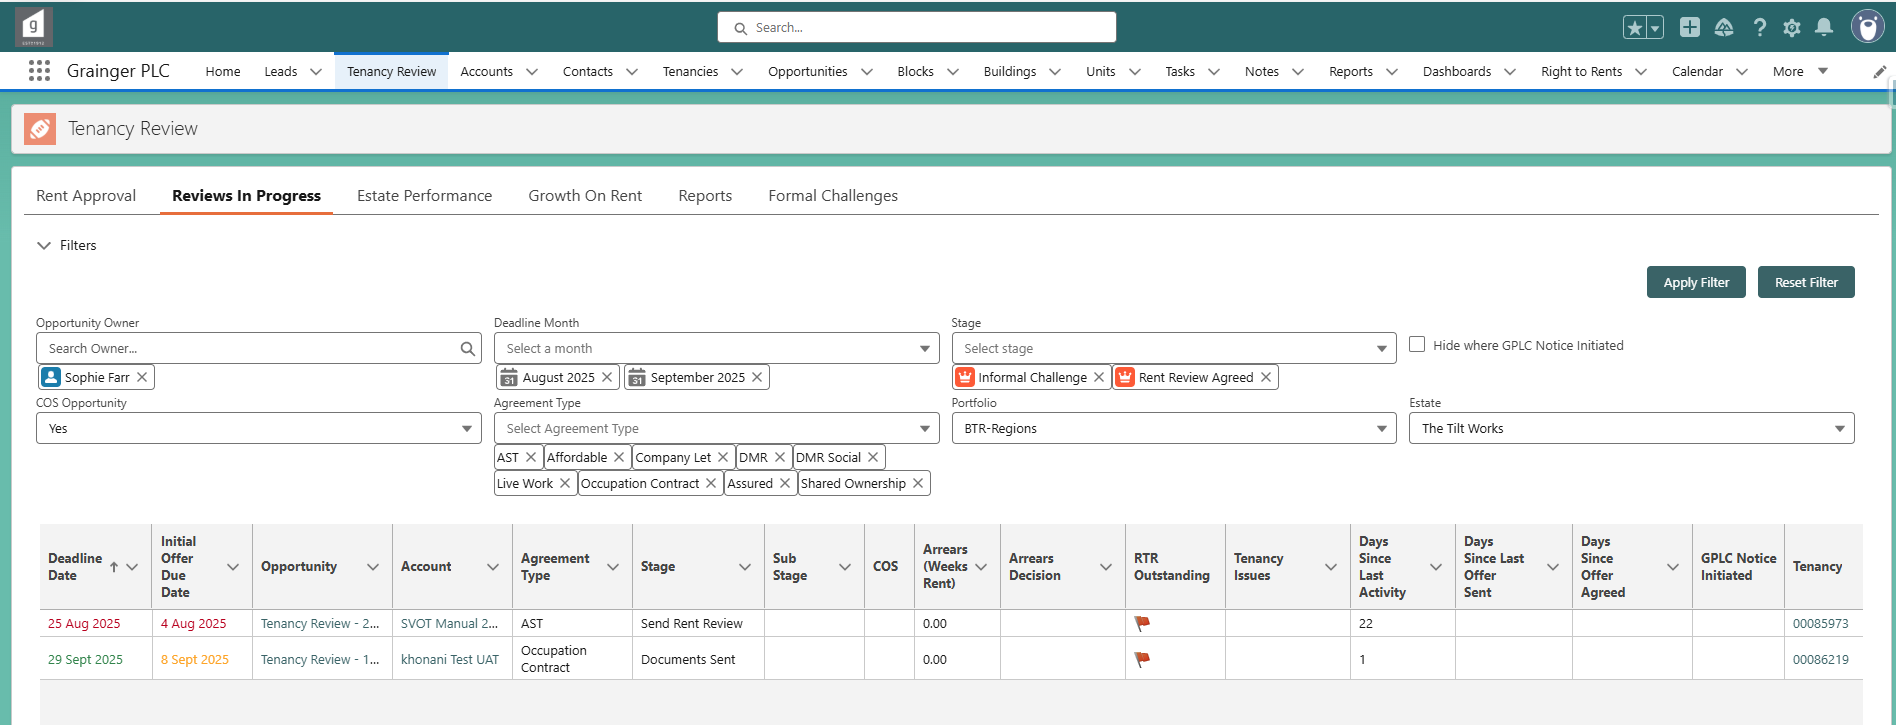 g
Search...
Grainger PLC Home Leads Tenancy Review Accounts Contacts Tenancies Opportunities Blocks Buildings Units Tasks Notes Reports Dashboards Right to Rents Calendar More
Tenancy Review
Rent Approval Reviews In Progress Estate Performance Growth On Rent Reports Formal Challenges
Filters
Apply Filter Reset Filter
Opportunity Owner Deadline Month Stage
Search Owner... Select a month Select stage Hide where GPLC Notice Initiated
Sophie Farr 31 August 2025 31 September 2025 Informal Challenge Rent Review Agreed
COS Opportunity Agreement Type Portfolio Estate
Yes Select Agreement Type BTR-Regions The Tilt Works
AST Affordable Company Let DMR DMR Social
Live Work Occupation Contract Assured Shared Ownership
Deadline Date
Initial Offer Due Date
Opportunity
Account
Agreement Type
Stage
Sub Stage
COS
Arrears (Weeks Rent)
Arrears Decision
RTR Outstanding
Tenancy Issues
Days Since Last Activity
Days Since Last Offer Sent
Days Since Offer Agreed
GPLC Notice Initiated
Tenancy
25 Aug 2025 4 Aug 2025 Tenancy Review - 2... SVOT Manual 2... AST Send Rent Review 0.00 22 00085973
29 Sept 2025 8 Sept 2025 Tenancy Review - 1... khonani Test UAT Occupation Contract Documents Sent 0.00 1 00086219